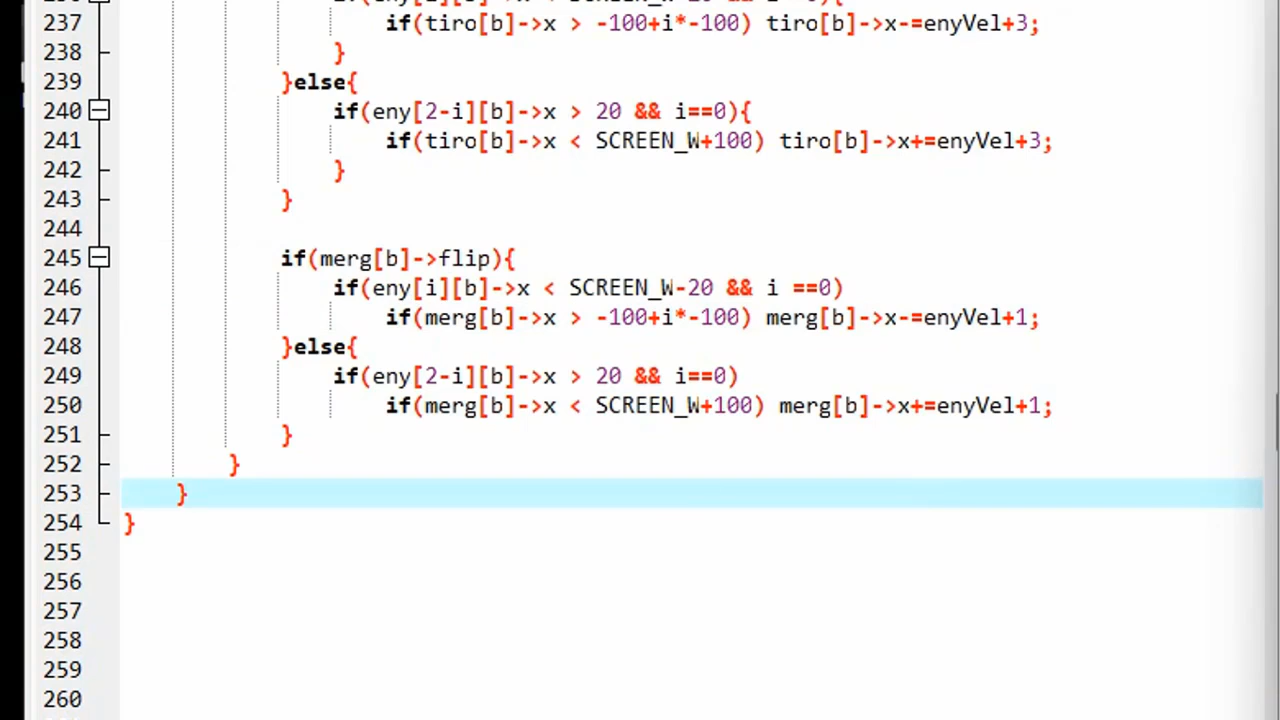 237 if(tiro[b]->x > -100+i*-100) tiro[b]->x-=enyVel+3;
238 }
239 }else{
240 if(eny[2-i][b]->x > 20 && i==0){
241 if(tiro[b]->x < SCREEN_W+100) tiro[b]->x+=enyVel+3;
242 }
243 }
244
245 if(merg[b]->flip){
246 if(eny[i][b]->x < SCREEN_W-20 && i ==0)
247 if(merg[b]->x > -100+i*-100) merg[b]->x-=enyVel+1;
248 }else{
249 if(eny[2-i][b]->x > 20 && i==0)
250 if(merg[b]->x < SCREEN_W+100) merg[b]->x+=enyVel+1;
251 }
252 }
253 }
254 }
255
256
257
258
259
260